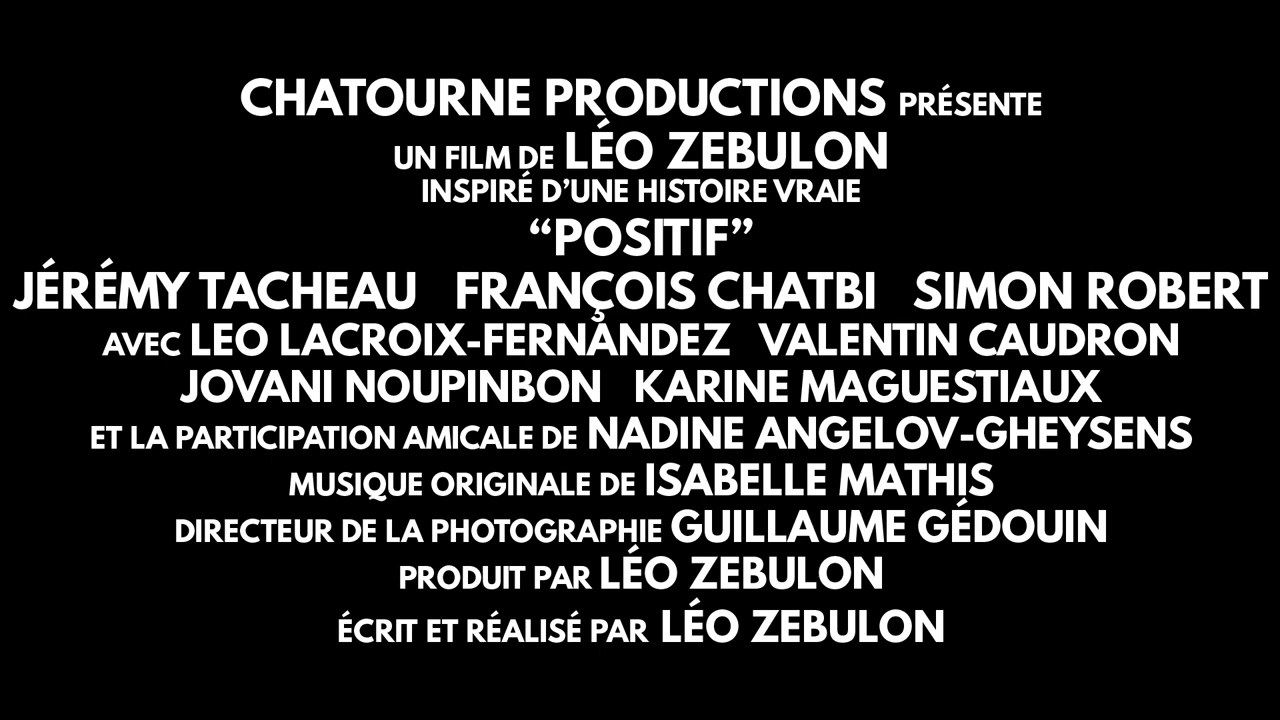 CHATOURNE PRODUCTIONS PRÉSENTE
UN FILM DE LÉO ZEBULON
INSPIRÉ D’UNE HISTOIRE VRAIE
“POSITIF”
JÉRÉMY TACHEAU FRANÇOIS CHATBI SIMON ROBERT
AVEC LEO LACROIX-FERNANDEZ VALENTIN CAUDRON
JOVANI NOUPINBON KARINE MAGUESTIAUX
ET LA PARTICIPATION AMICALE DE NADINE ANGELOV-GHEYSENS
MUSIQUE ORIGINALE DE ISABELLE MATHIS
DIRECTEUR DE LA PHOTOGRAPHIE GUILLAUME GÉDOUIN
PRODUIT PAR LÉO ZEBULON
ÉCRIT ET RÉALISÉ PAR LÉO ZEBULON